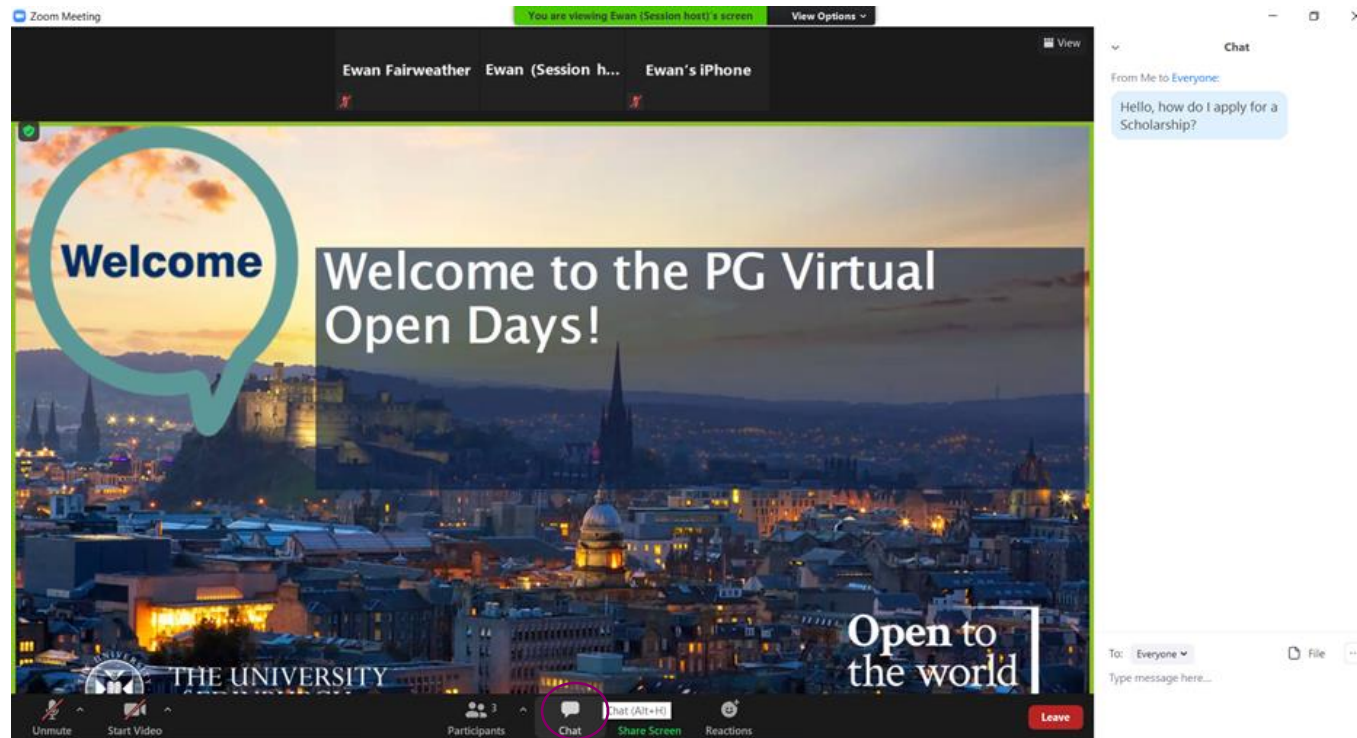 Zoom Meeting
You are viewing Ewan (Session host)'s screen
View Options
View
Ewan Fairweather
Ewan (Session h...
Ewan's iPhone
Chat
From Me to Everyone:
Hello, how do I apply for a
Scholarship?
Welcome
Welcome to the PG Virtual
Open Days!
Open to
the world
THE UNIVERSITY
To: Everyone
File
Type message here...
Unmute
Start Video
3
Participants
Chat
Chat (Alt+H)
Share Screen
Reactions
Leave